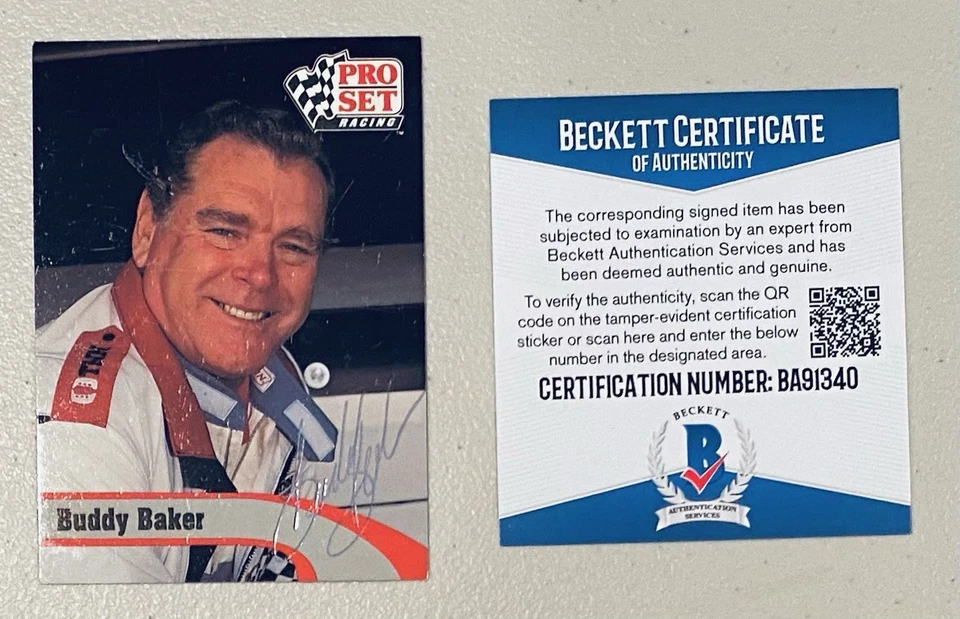 PRO
SET
RACING
TNN
Buddy Baker
BECKETT CERTIFICATE
OF AUTHENTICITY
The corresponding signed item has been
subjected to examination by an expert from
Beckett Authentication Services and has
been deemed authentic and genuine.
To verify the authenticity, scan the QR
code on the tamper-evident certification
sticker or scan here and enter the below
number in the designated area.
CERTIFICATION NUMBER: BA91340
BECKETT
B
AUTHENTICATION
SERVICES